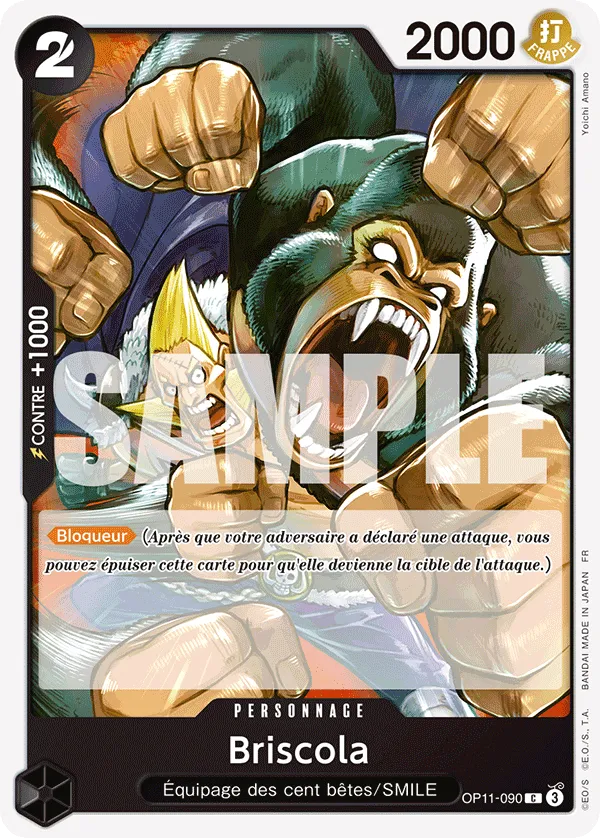 2
2000
打
FRAPPE
Yoichi Amano
CONTRE +1000
SAMPLE
Bloqueur (Après que votre adversaire a déclaré une attaque, vous
pouvez épuiser cette carte pour qu'elle devienne la cible de l'attaque.)
PERSONNAGE
Briscola
Équipage des cent bêtes/SMILE
OP11-090 C 3
©E.O/S ©E.O./S., T.A. BANDAI MADE IN JAPAN FR